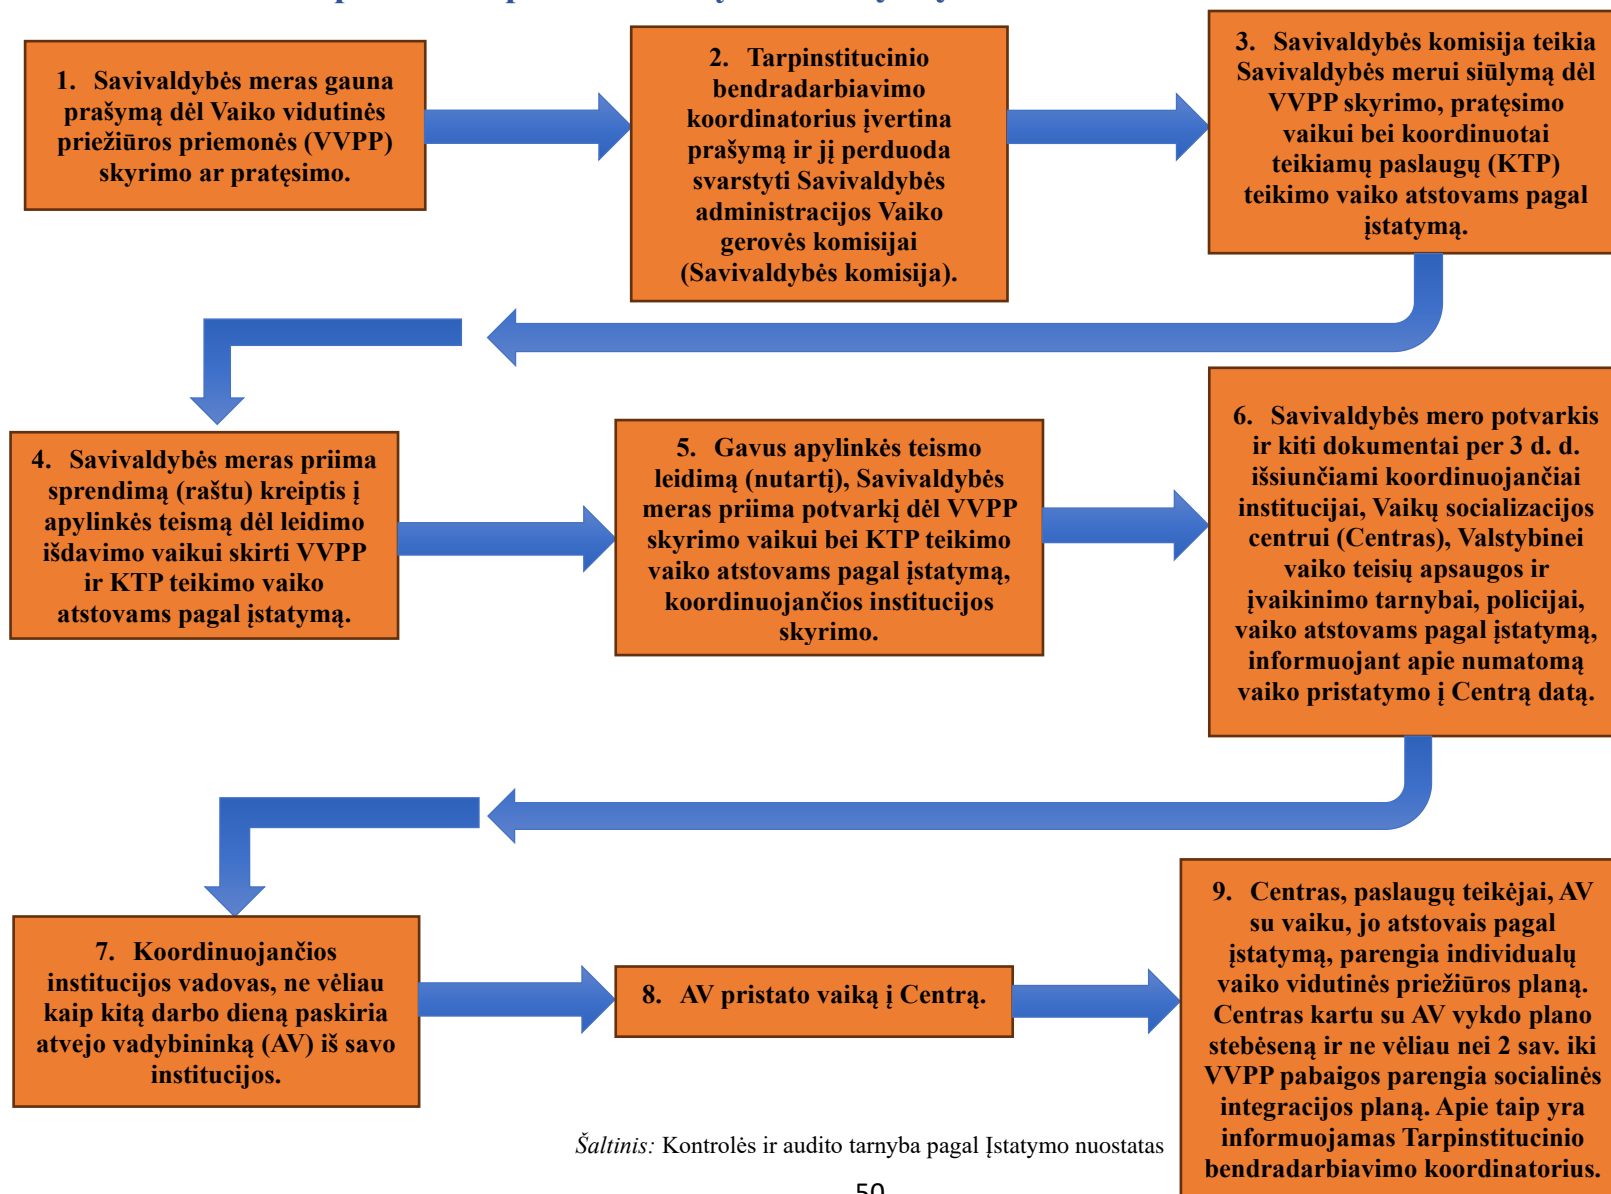 1. Savivaldybės meras gauna
prašymą dėl Vaiko vidutinės
priežiūros priemonės (VVPP)
skyrimo ar pratęsimo.
2. Tarpinstitucinio
bendradarbiavimo
koordinatorius įvertina
prašymą ir jį perduoda
svarstyti Savivaldybės
administracijos Vaiko
gerovės komisijai
(Savivaldybės komisija).
3. Savivaldybės komisija teikia
Savivaldybės merui siūlymą dėl
VVPP skyrimo, pratęsimo
vaikui bei koordinuotai
teikiamų paslaugų (KTP)
teikimo vaiko atstovams pagal
įstatymą.
4. Savivaldybės meras priima
sprendimą (raštu) kreiptis į
apylinkės teismą dėl leidimo
išdavimo vaikui skirti VVPP
ir KTP teikimo vaiko
atstovams pagal įstatymą.
5. Gavus apylinkės teismo
leidimą (nutartį), Savivaldybės
meras priima potvarkį dėl VVPP
skyrimo vaikui bei KTP teikimo
vaiko atstovams pagal įstatymą,
koordinuojančios institucijos
skyrimo.
6. Savivaldybės mero potvarkis
ir kiti dokumentai per 3 d. d.
išsiunčiami koordinuojančiai
institucijai, Vaikų socializacijos
centrui (Centras), Valstybinei
vaiko teisių apsaugos ir
įvaikinimo tarnybai, policijai,
vaiko atstovams pagal įstatymą,
informuojant apie numatomą
vaiko pristatymo į Centrą datą.
7. Koordinuojančios
institucijos vadovas, ne vėliau
kaip kitą darbo dieną paskiria
atvejo vadybininką (AV) iš savo
institucijos.
8. AV pristato vaiką į Centrą.
9. Centras, paslaugų teikėjai, AV
su vaiku, jo atstovais pagal
įstatymą, parengia individualų
vaiko vidutinės priežiūros planą.
Centras kartu su AV vykdo plano
stebėseną ir ne vėliau nei 2 sav. iki
VVPP pabaigos parengia socialinės
integracijos planą. Apie taip yra
informuojamas Tarpinstitucinio
bendradarbiavimo koordinatorius.
Šaltinis: Kontrolės ir audito tarnyba pagal Įstatymo nuostatas
50